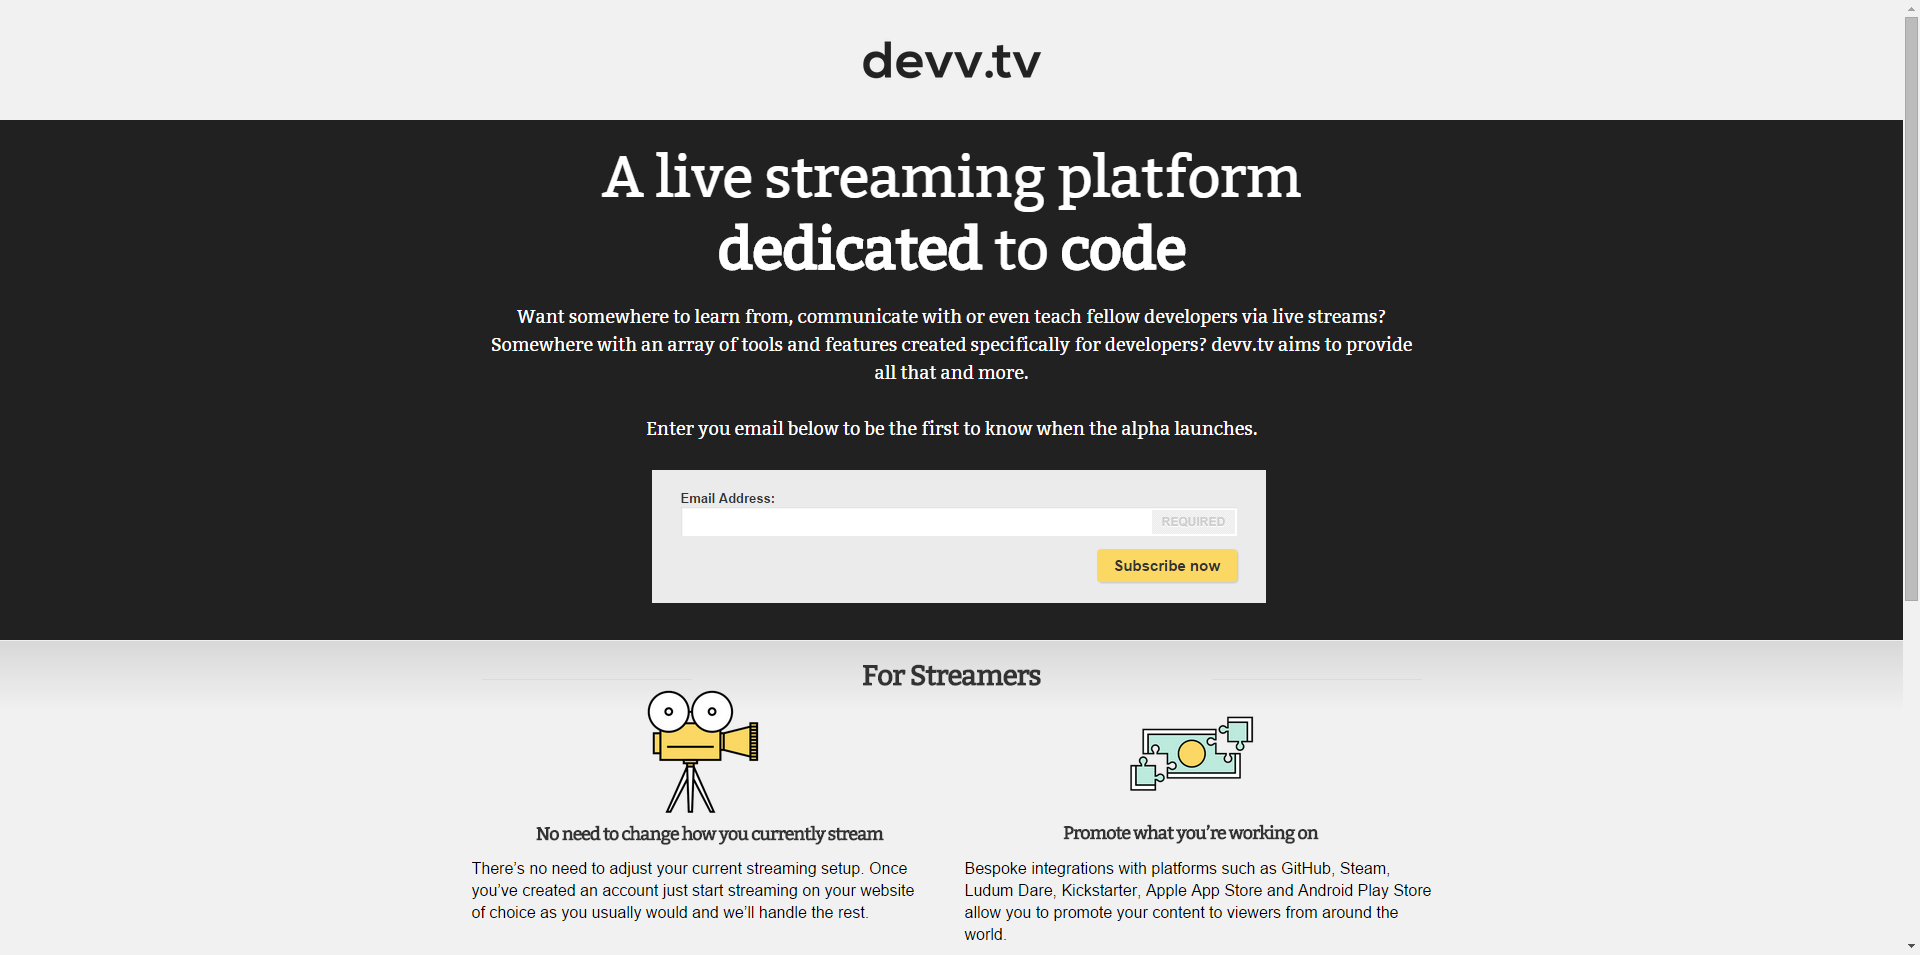 devv.tv
A live streaming platform
dedicated to code
Want somewhere to learn from, communicate with or even teach fellow developers via live streams?
Somewhere with an array of tools and features created specifically for developers? devv.tv aims to provide
all that and more.
Enter you email below to be the first to know when the alpha launches.
Email Address:
REQUIRED
Subscribe now
For Streamers
No need to change how you currently stream
There’s no need to adjust your current streaming setup. Once
you’ve created an account just start streaming on your website
of choice as you usually would and we’ll handle the rest.
Promote what you’re working on
Bespoke integrations with platforms such as GitHub, Steam,
Ludum Dare, Kickstarter, Apple App Store and Android Play Store
allow you to promote your content to viewers from around the
world.